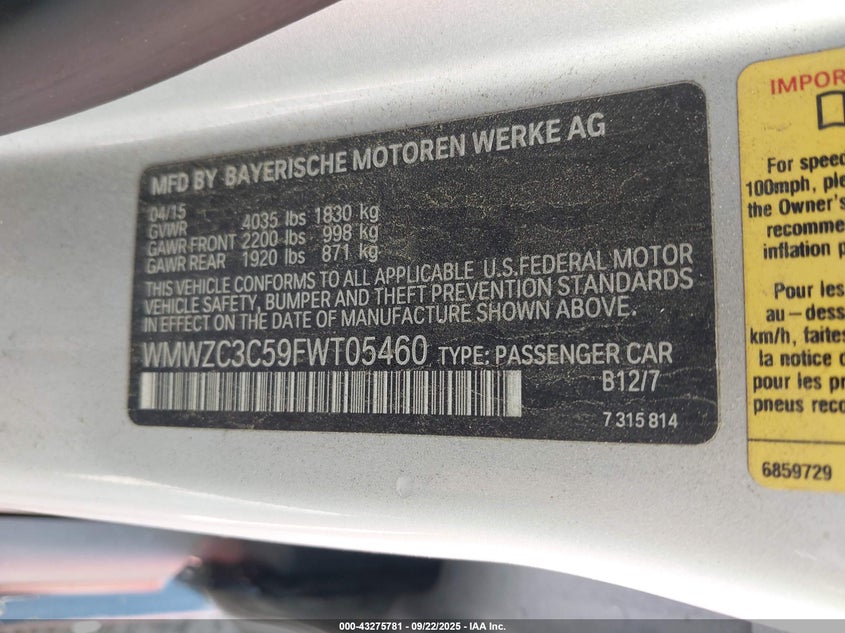 MFD BY BAYERISCHE MOTOREN WERKE AG
04/15
GVWR 4035 lbs 1830 kg
GAWR FRONT 2200 lbs 998 kg
GAWR REAR 1920 lbs 871 kg
THIS VEHICLE CONFORMS TO ALL APPLICABLE U.S.FEDERAL MOTOR
VEHICLE SAFETY, BUMPER AND THEFT PREVENTION STANDARDS
IN EFFECT ON THE DATE OF MANUFACTURE SHOWN ABOVE.
WMWZC3C59FWT05460 TYPE: PASSENGER CAR
B12/7
7 315 814
IMPOR
For speed
100mph, ple
the Owner's
recomme
inflation p
Pour les
au-dess
km/h, faites
la notice d
pour les pr
pneus reco
6859729
000-43275781 - 09/22/2025 - IAA Inc.